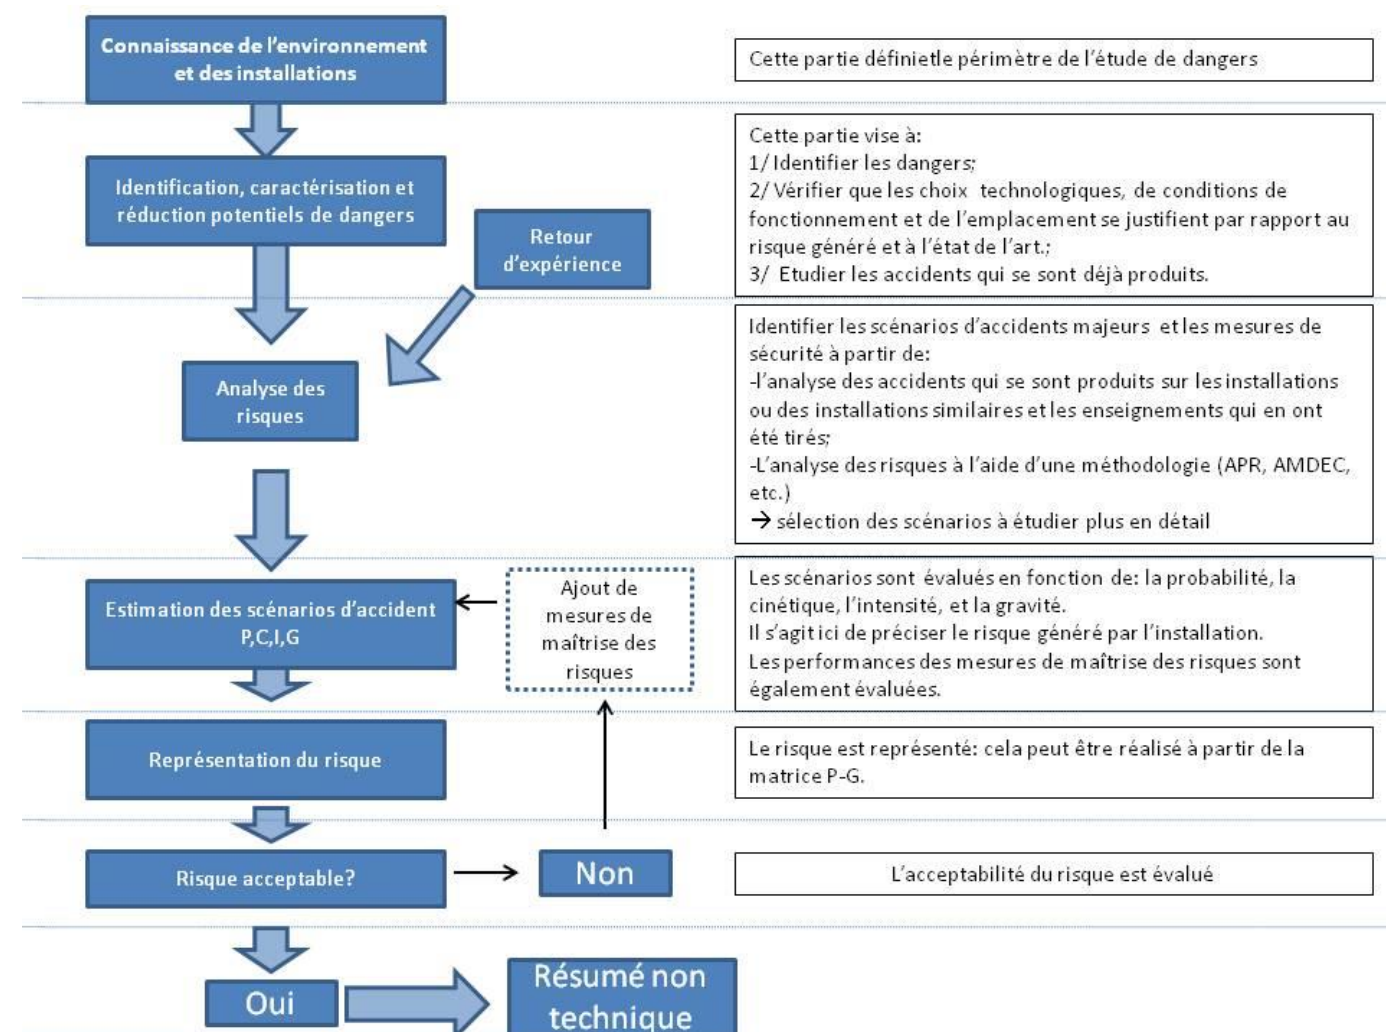 Connaissance de l'environnement
et des installations
Cette partie définietle périmètre de l'étude de dangers
Identification, caractérisation et
réduction potentiels de dangers
Retour
d'expérience
Cette partie vise à:
1/ Identifier les dangers;
2/ Vérifier que les choix technologiques, de conditions de
fonctionnement et de l'emplacement se justifient par rapport au
risque généré et à l'état de l'art.;
3/ Etudier les accidents qui se sont déjà produits.
Analyse des
risques
Identifier les scénarios d'accidents majeurs et les mesures de
sécurité à partir de:
-l'analyse des accidents qui se sont produits sur les installations
ou des installations similaires et les enseignements qui en ont
été tirés;
-L'analyse des risques à l'aide d'une méthodologie (APR, AMDEC,
etc.)
→ sélection des scénarios à étudier plus en détail
Estimation des scénarios d'accident
P,C,I,G
Ajout de
mesures de
maîtrise des
risques
Les scénarios sont évalués en fonction de: la probabilité, la
cinétique, l'intensité, et la gravité.
Il s'agit ici de préciser le risque généré par l'installation.
Les performances des mesures de maîtrise des risques sont
également évaluées.
Représentation du risque
Le risque est représenté: cela peut être réalisé à partir de la
matrice P-G.
Risque acceptable?
Non
L'acceptabilité du risque est évalué
Oui
Résumé non
technique